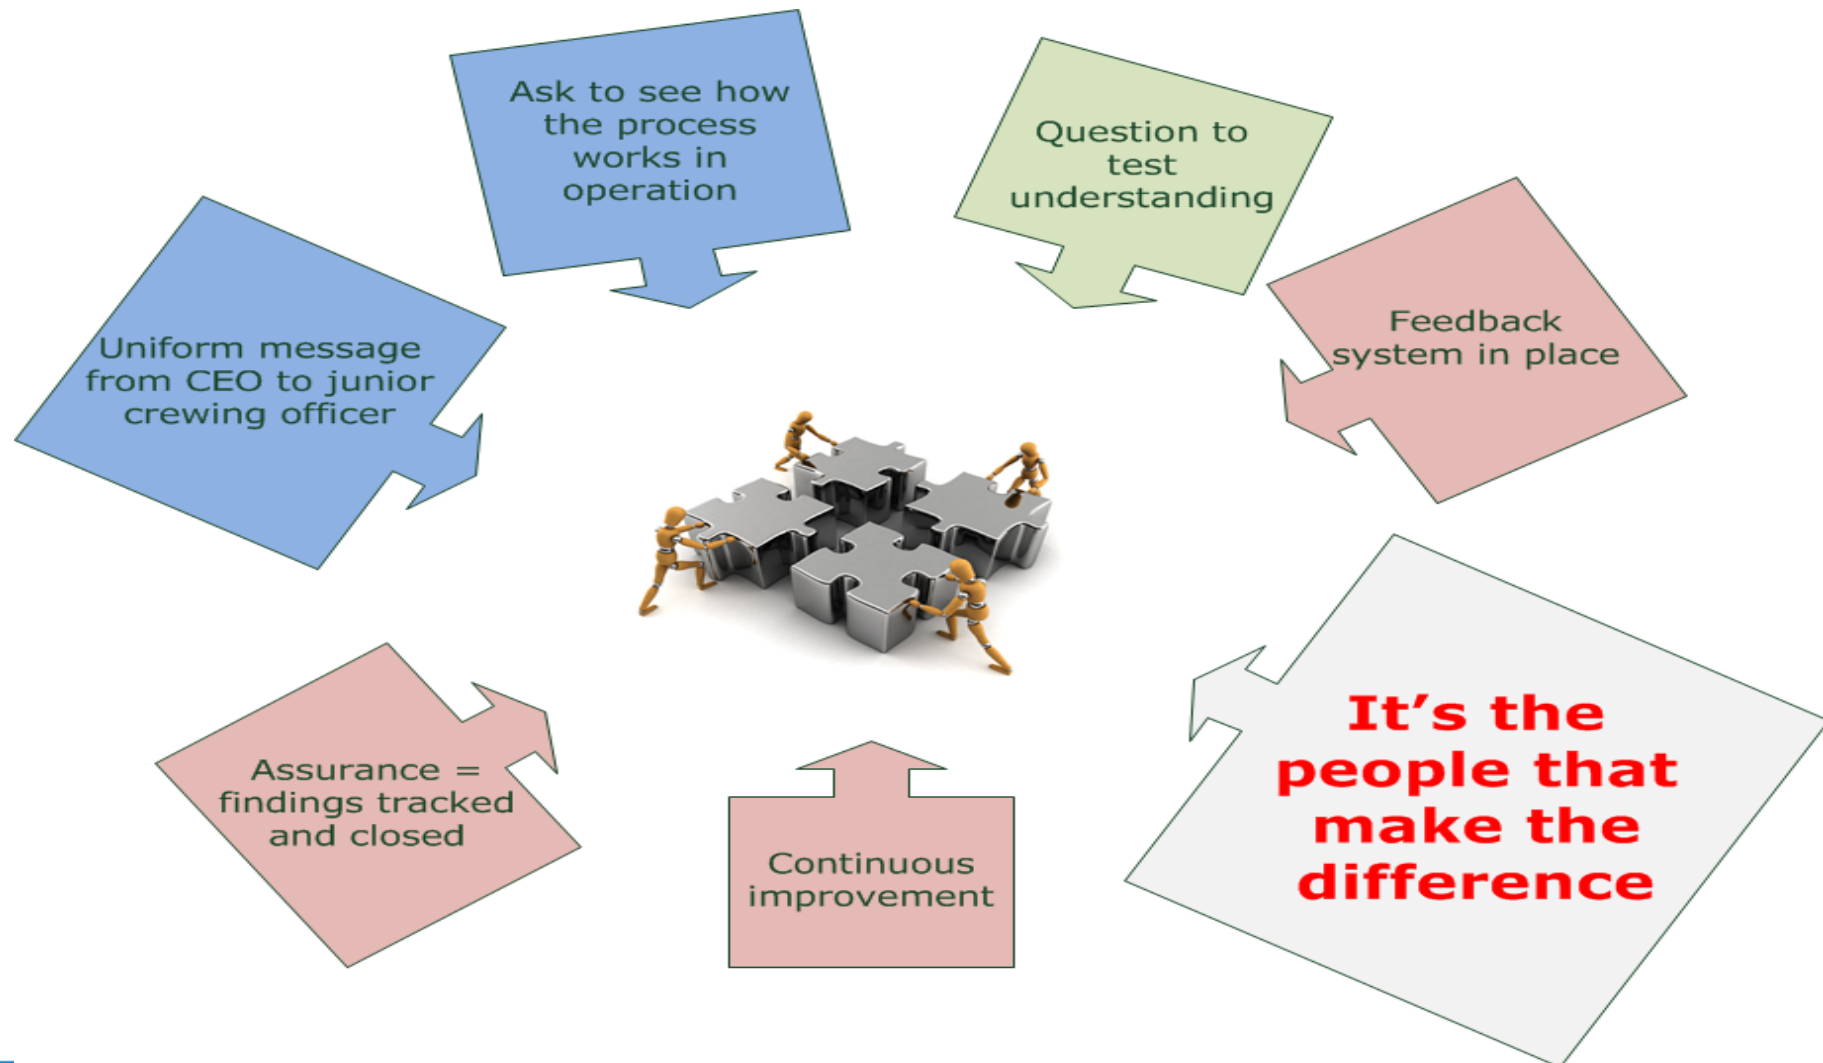 Ask to see how
the process
works in
operation
Question to
test
understanding
Uniform message
from CEO to junior
crewing officer
Feedback
system in place
Assurance =
findings tracked
and closed
Continuous
improvement
It’s the
people that
make the
difference